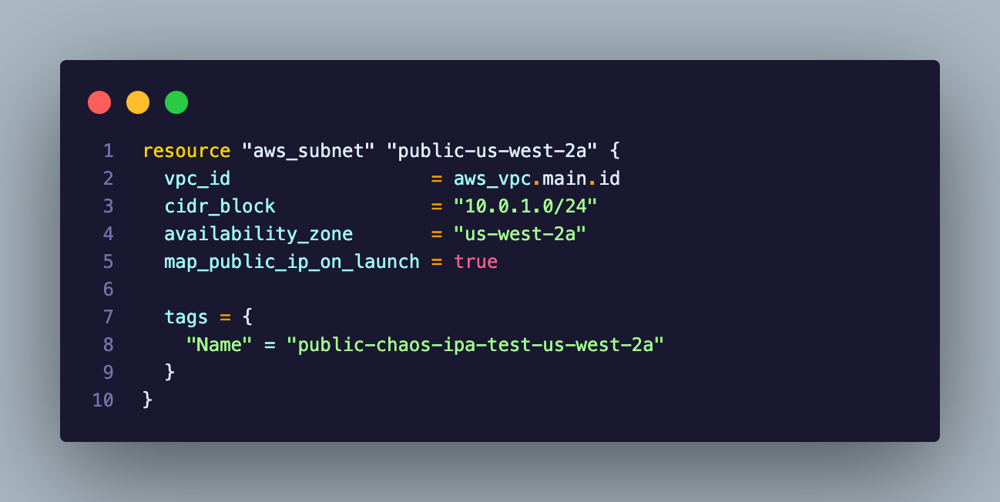 1 resource "aws_subnet" "public-us-west-2a" {
2   vpc_id                  = aws_vpc.main.id
3   cidr_block              = "10.0.1.0/24"
4   availability_zone       = "us-west-2a"
5   map_public_ip_on_launch = true
6
7   tags = {
8     "Name" = "public-chaos-ipa-test-us-west-2a"
9   }
10 }